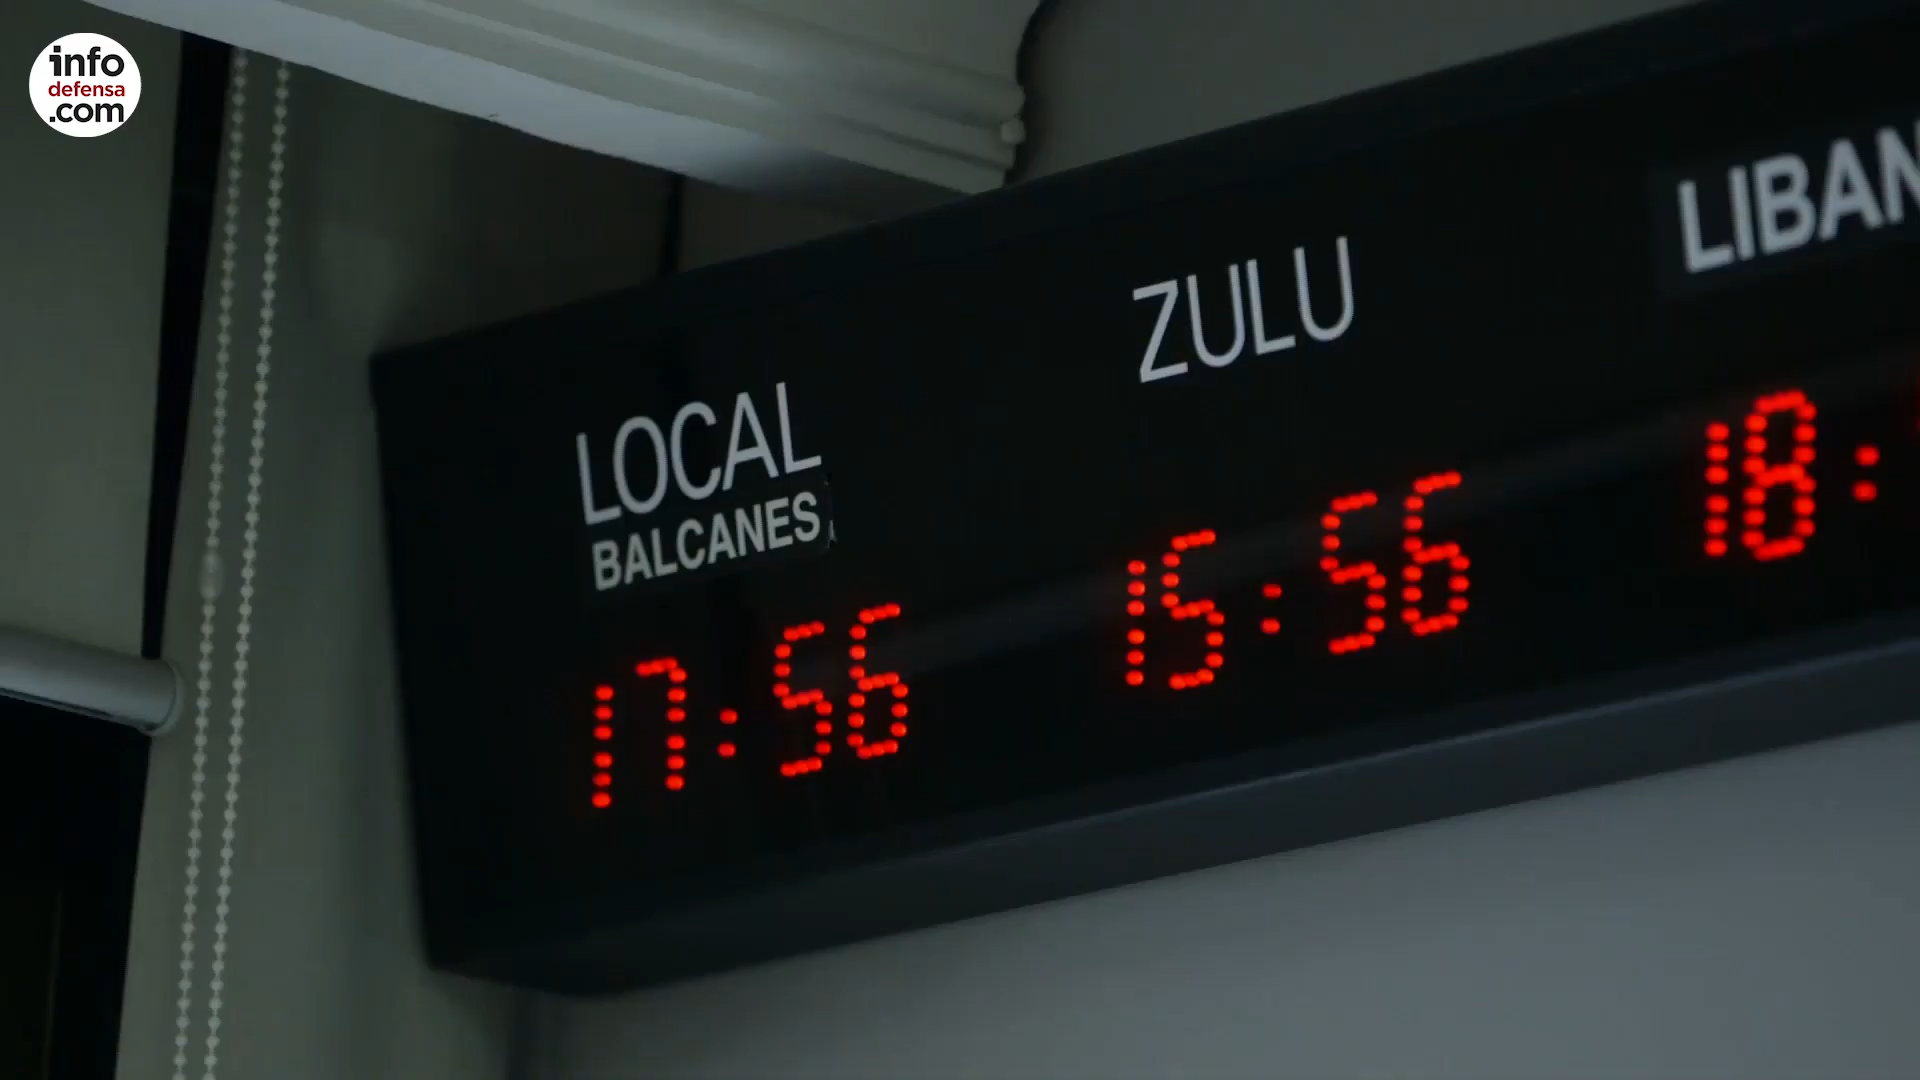 info
defensa
.com
LOCAL
BALCANES
17:56
ZULU
15:56
LIBAN
18: